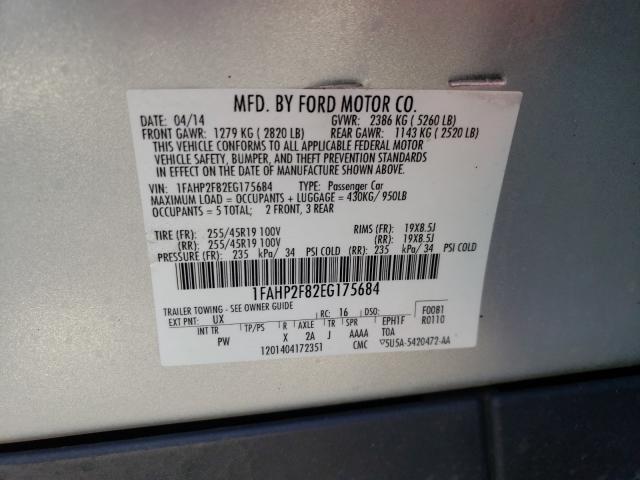 MFD. BY FORD MOTOR CO.
DATE: 04/14 GVWR: 2386 KG ( 5260 LB)
FRONT GAWR: 1279 KG ( 2820 LB) REAR GAWR: 1143 KG ( 2520 LB)
THIS VEHICLE CONFORMS TO ALL APPLICABLE FEDERAL MOTOR
VEHICLE SAFETY, BUMPER, AND THEFT PREVENTION STANDARDS
IN EFFECT ON THE DATE OF MANUFACTURE SHOWN ABOVE.
VIN: 1FAHP2F82EG175684 TYPE: Passenger Car
MAXIMUM LOAD = OCCUPANTS + LUGGAGE = 430KG/ 950LB
OCCUPANTS = 5 TOTAL; 2 FRONT, 3 REAR
TIRE (FR): 255/45R19 100V RIMS (FR): 19X8.5J
(RR): 255/45R19 100V (RR): 19X8.5J
PRESSURE (FR): 235 kPa/ 34 PSI COLD (RR): 235 kPa/ 34 PSI COLD
1FAHP2F82EG175684
TRAILER TOWING - SEE OWNER GUIDE
EXT PNT: UX RC: 16 DSO: F0081
INT TR TP/PS R AXLE TR SPR EPH1F R0110
PW X 2A J AAAA TOA
1201404172351 CMC ▽5U5A-5420472-AA